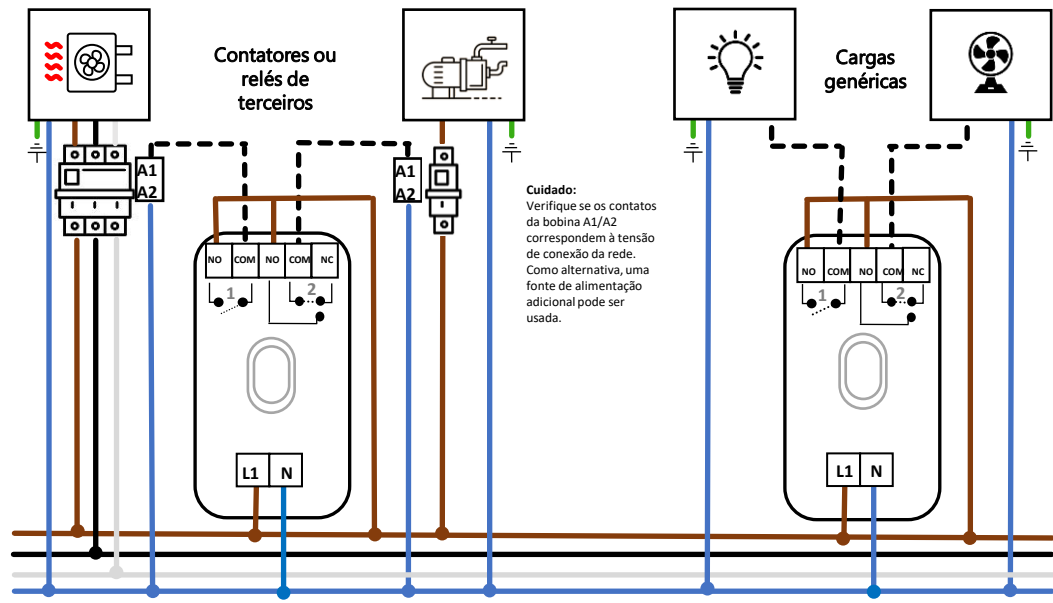 Contatores ou
relés de
terceiros
Cargas
genéricas
A1
A2
A1
A2
Cuidado:
Verifique se os contatos
da bobina A1/A2
correspondem à tensão
de conexão da rede.
Como alternativa, uma
fonte de alimentação
adicional pode ser
usada.
NO COM NO COM NC
1 2
L1 N
NO COM NO COM NC
1 2
L1 N